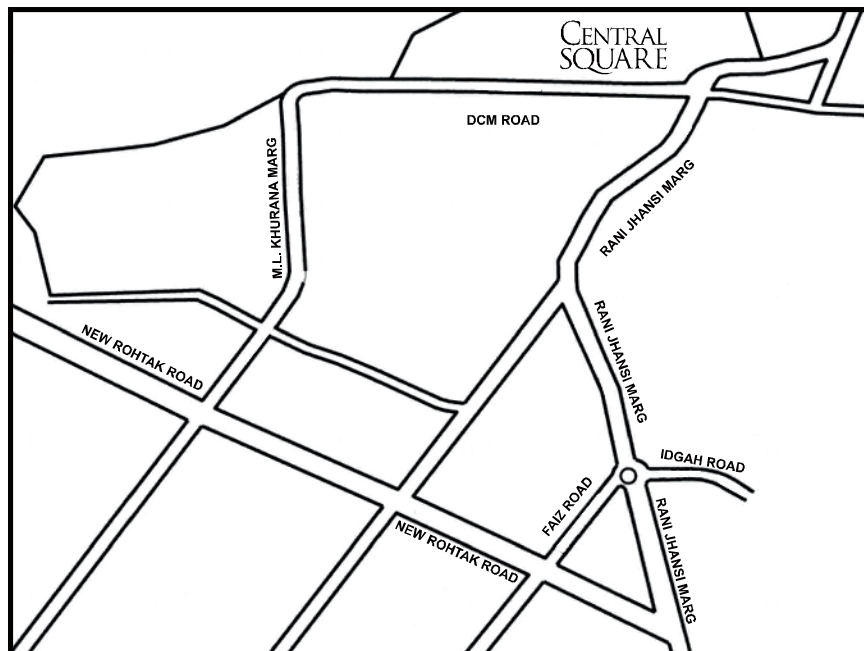 CENTRAL
SQUARE
DCM ROAD
M.L. KHURANA MARG
RANI JHANSI MARG
RANI JHANSI MARG
NEW ROHTAK ROAD
IDGAH ROAD
FAIZ ROAD
RANI JHANSI MARG
NEW ROHTAK ROAD